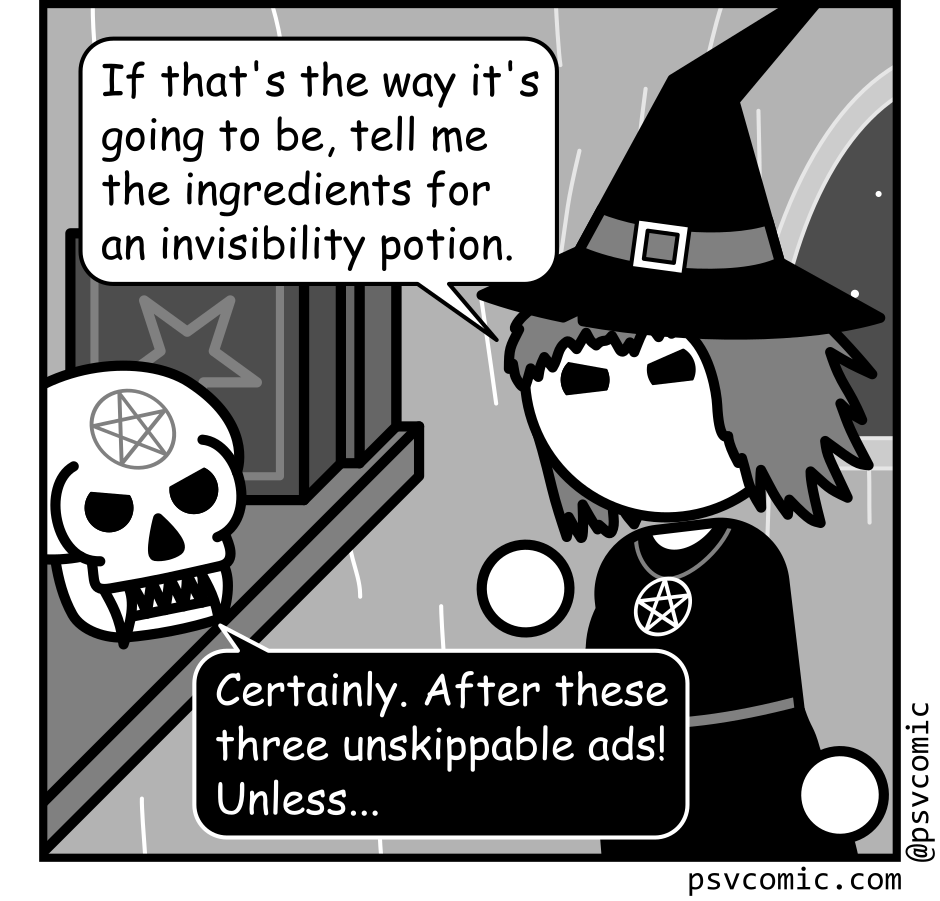 If that's the way it's
going to be, tell me
the ingredients for
an invisibility potion.
Certainly. After these
three unskippable ads!
Unless...
@psvcomic
psvcomic.com